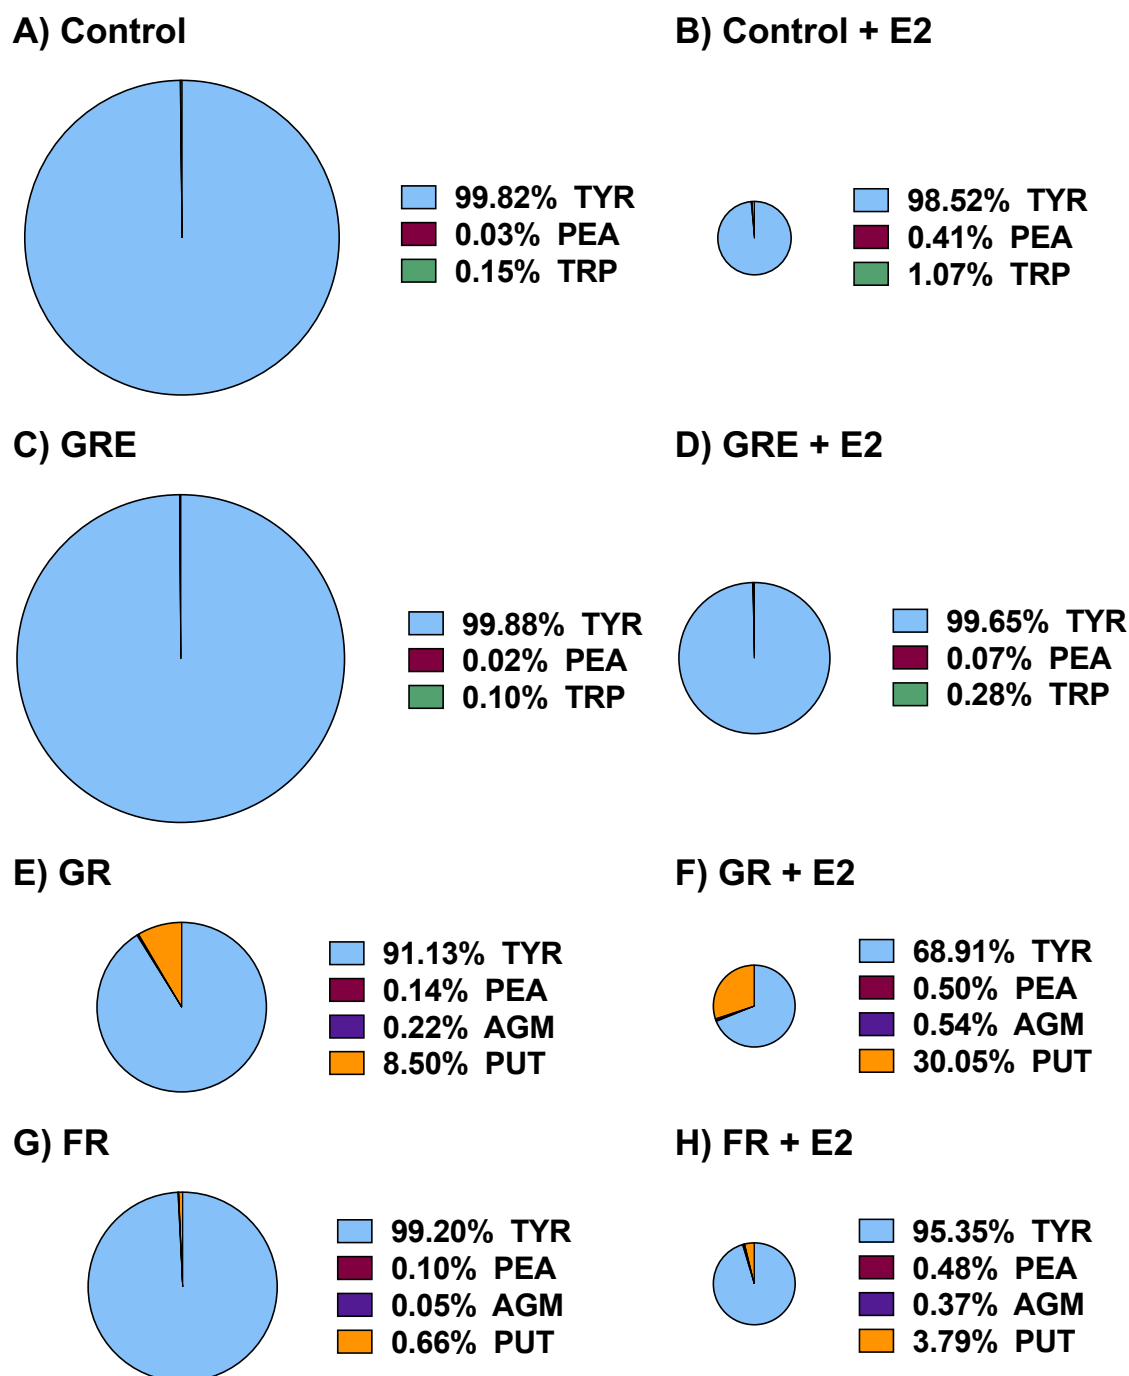 A) Control
99.82% TYR
0.03% PEA
0.15% TRP
B) Control + E2
98.52% TYR
0.41% PEA
1.07% TRP
C) GRE
99.88% TYR
0.02% PEA
0.10% TRP
D) GRE + E2
99.65% TYR
0.07% PEA
0.28% TRP
E) GR
91.13% TYR
0.14% PEA
0.22% AGM
8.50% PUT
F) GR + E2
68.91% TYR
0.50% PEA
0.54% AGM
30.05% PUT
G) FR
99.20% TYR
0.10% PEA
0.05% AGM
0.66% PUT
H) FR + E2
95.35% TYR
0.48% PEA
0.37% AGM
3.79% PUT